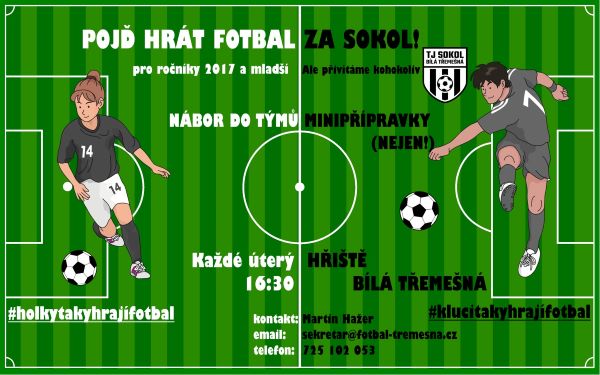 POJĎ HRÁT FOTBAL ZA SOKOL!
pro ročníky 2017 a mladší Ale přivítáme kohokoliv
TJ SOKOL
BÍLÁ TŘEMEŠNÁ
NÁBOR DO TÝMŮ MINIPŘÍPRAVKY
(NEJEN!)
7
14
14
Každé úterý HŘIŠTĚ
16:30 BÍLÁ TŘEMEŠNÁ
#holkytakyhrajífotbal #klucitakyhrajífotbal
kontakt: Martin Hažer
email: sekretar@fotbal-tremesna.cz
telefon: 725 102 053